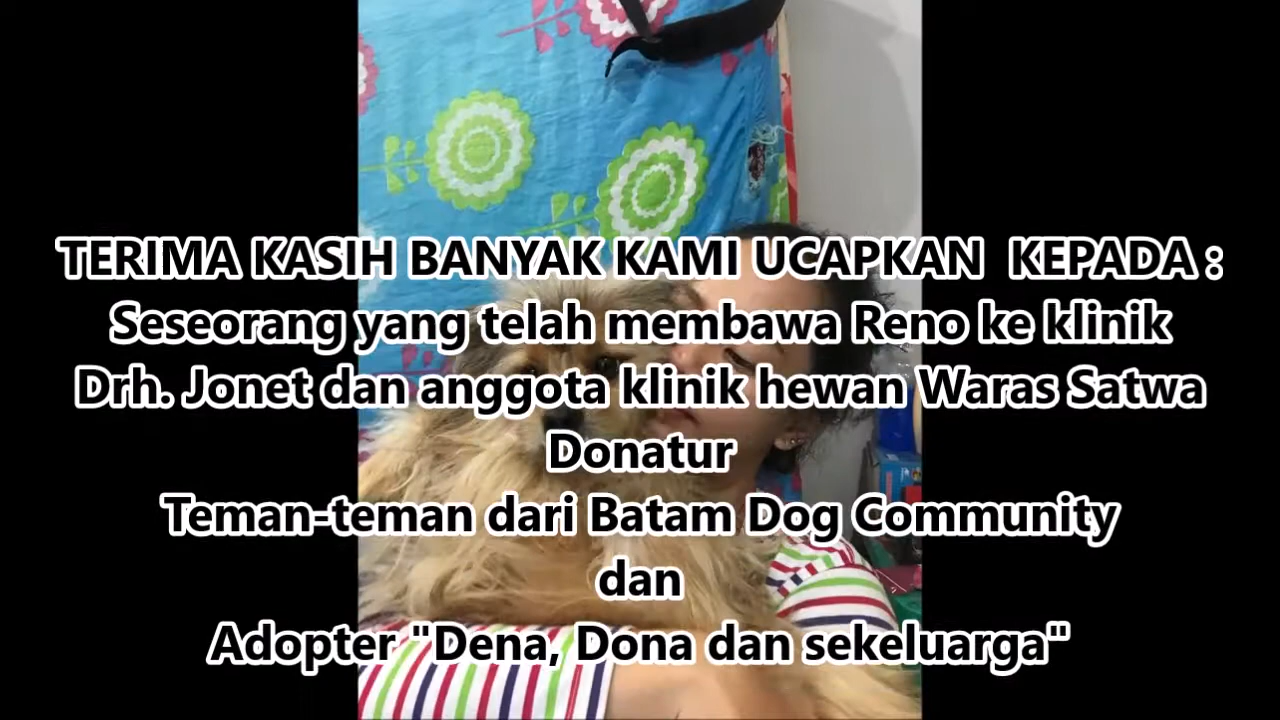 TERIMA KASIH BANYAK KAMI UCAPKAN KEPADA :
Seseorang yang telah membawa Reno ke klinik
Drh. Jonet dan anggota klinik hewan Waras Satwa
Donatur
Teman-teman dari Batam Dog Community
dan
Adopter "Dena, Dona dan sekeluarga"